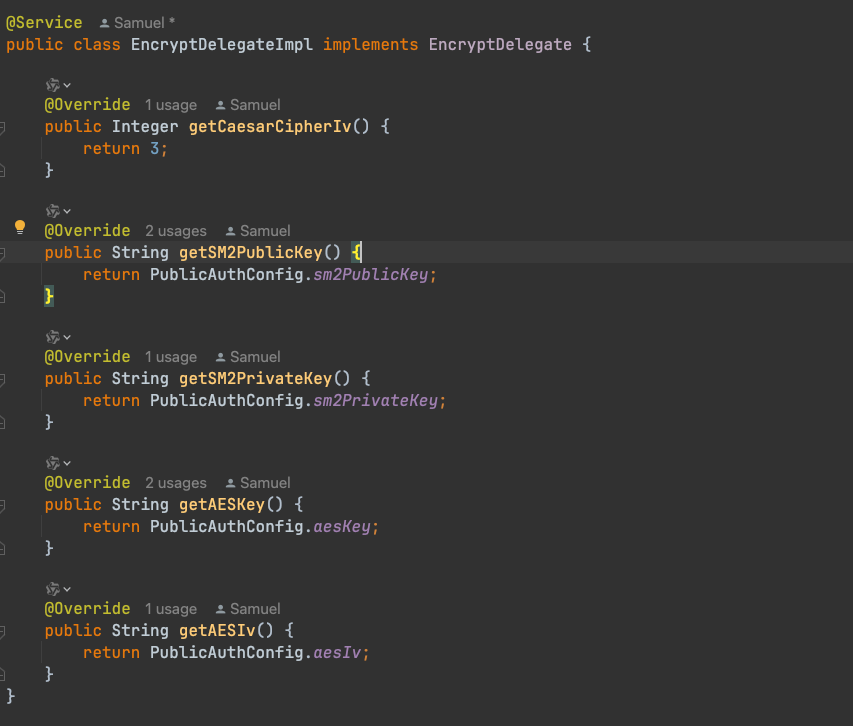 @Service Samuel *
public class EncryptDelegateImpl implements EncryptDelegate {
@Override 1 usage Samuel
public Integer getCaesarCipherIv() {
return 3;
}
@Override 2 usages Samuel
public String getSM2PublicKey() {
return PublicAuthConfig.sm2PublicKey;
}
@Override 1 usage Samuel
public String getSM2PrivateKey() {
return PublicAuthConfig.sm2PrivateKey;
}
@Override 2 usages Samuel
public String getAESKey() {
return PublicAuthConfig.aesKey;
}
@Override 1 usage Samuel
public String getAESIv() {
return PublicAuthConfig.aesIv;
}
}